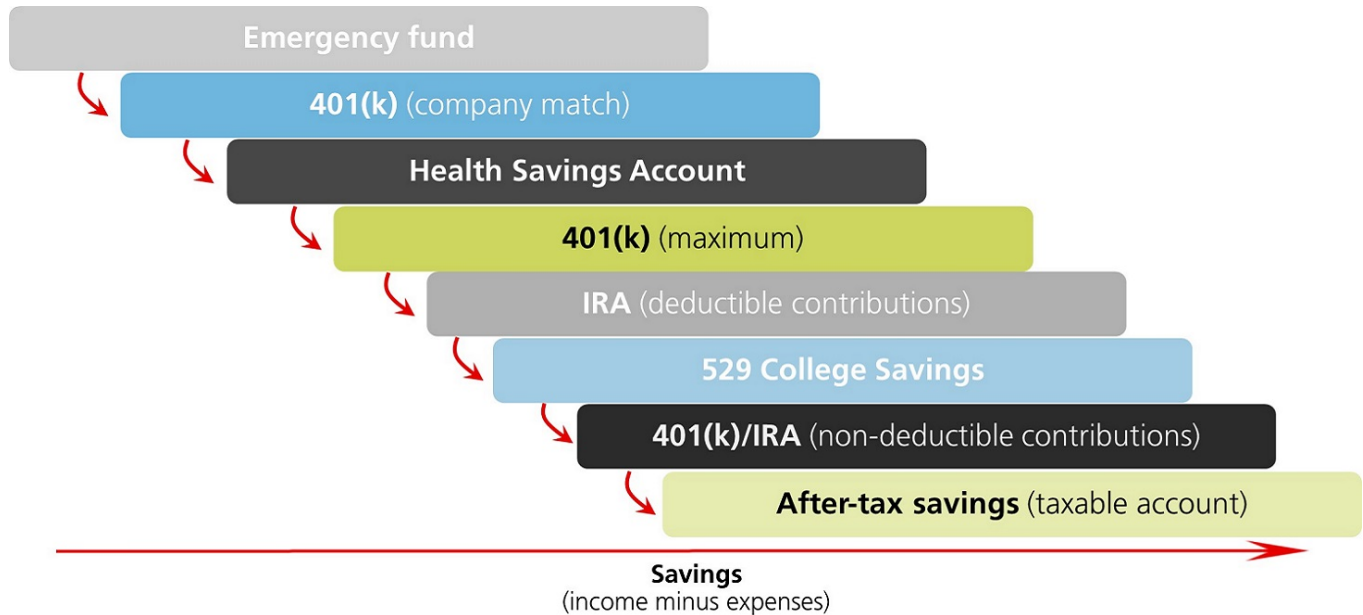 Emergency fund
401(k) (company match)
Health Savings Account
401(k) (maximum)
IRA (deductible contributions)
529 College Savings
401(k)/IRA (non-deductible contributions)
After-tax savings (taxable account)
Savings
(income minus expenses)